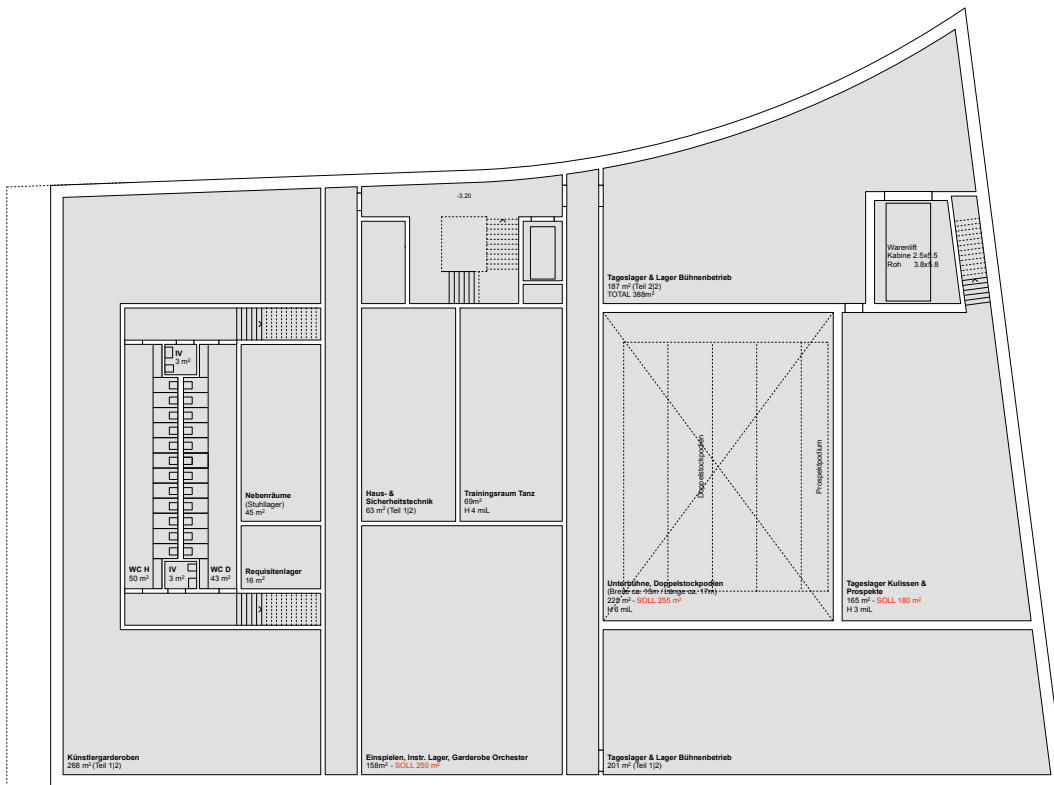 -3.20
Warenlift
Kabine 2.5x5.5
Roh 3.8x5.8
Tageslager & Lager Bühnenbetrieb
187 m² (Teil 2|2)
TOTAL 388m²
IV
3 m²
Nebenräume
(Stuhllager)
45 m²
Haus- &
Sicherheitstechnik
63 m² (Teil 1|2)
Trainingsraum Tanz
69m²
H 4 miL
Doppelstockpodien
Prospektpodium
WC H
50 m²
IV
3 m²
WC D
43 m²
Requisitenlager
16 m²
Unterbühne, Doppelstockpodien
(Breite ca. 15m / Länge ca. 17m)
229 m² - SOLL 255 m²
H 6 miL
Tageslager Kulissen &
Prospekte
165 m² - SOLL 180 m²
H 3 miL
Künstlergarderoben
268 m² (Teil 1|2)
Einspielen, Instr. Lager, Garderobe Orchester
158m² - SOLL 250 m²
Tageslager & Lager Bühnenbetrieb
201 m² (Teil 1|2)